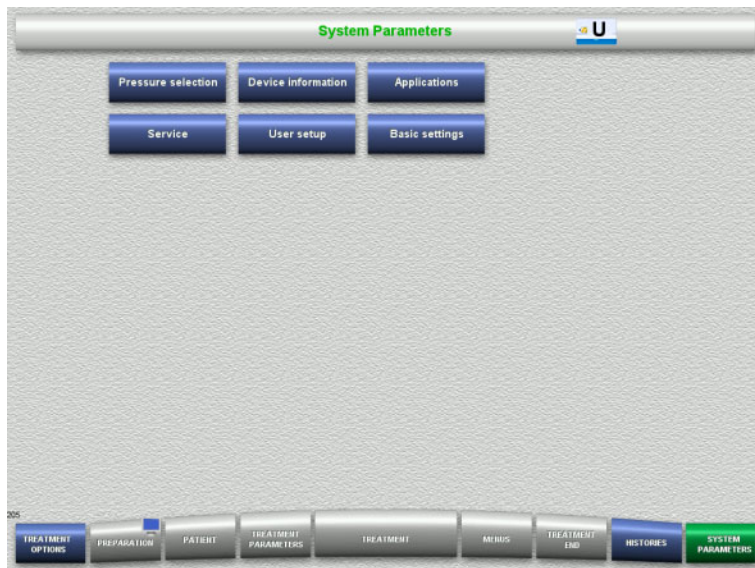 System Parameters
U
Pressure selection
Device information
Applications
Service
User setup
Basic settings
205
TREATMENT
OPTIONS
PREPARATION
PATIENT
TREATMENT
PARAMETERS
TREATMENT
MENUS
TREATMENT
END
HISTORIES
SYSTEM
PARAMETERS